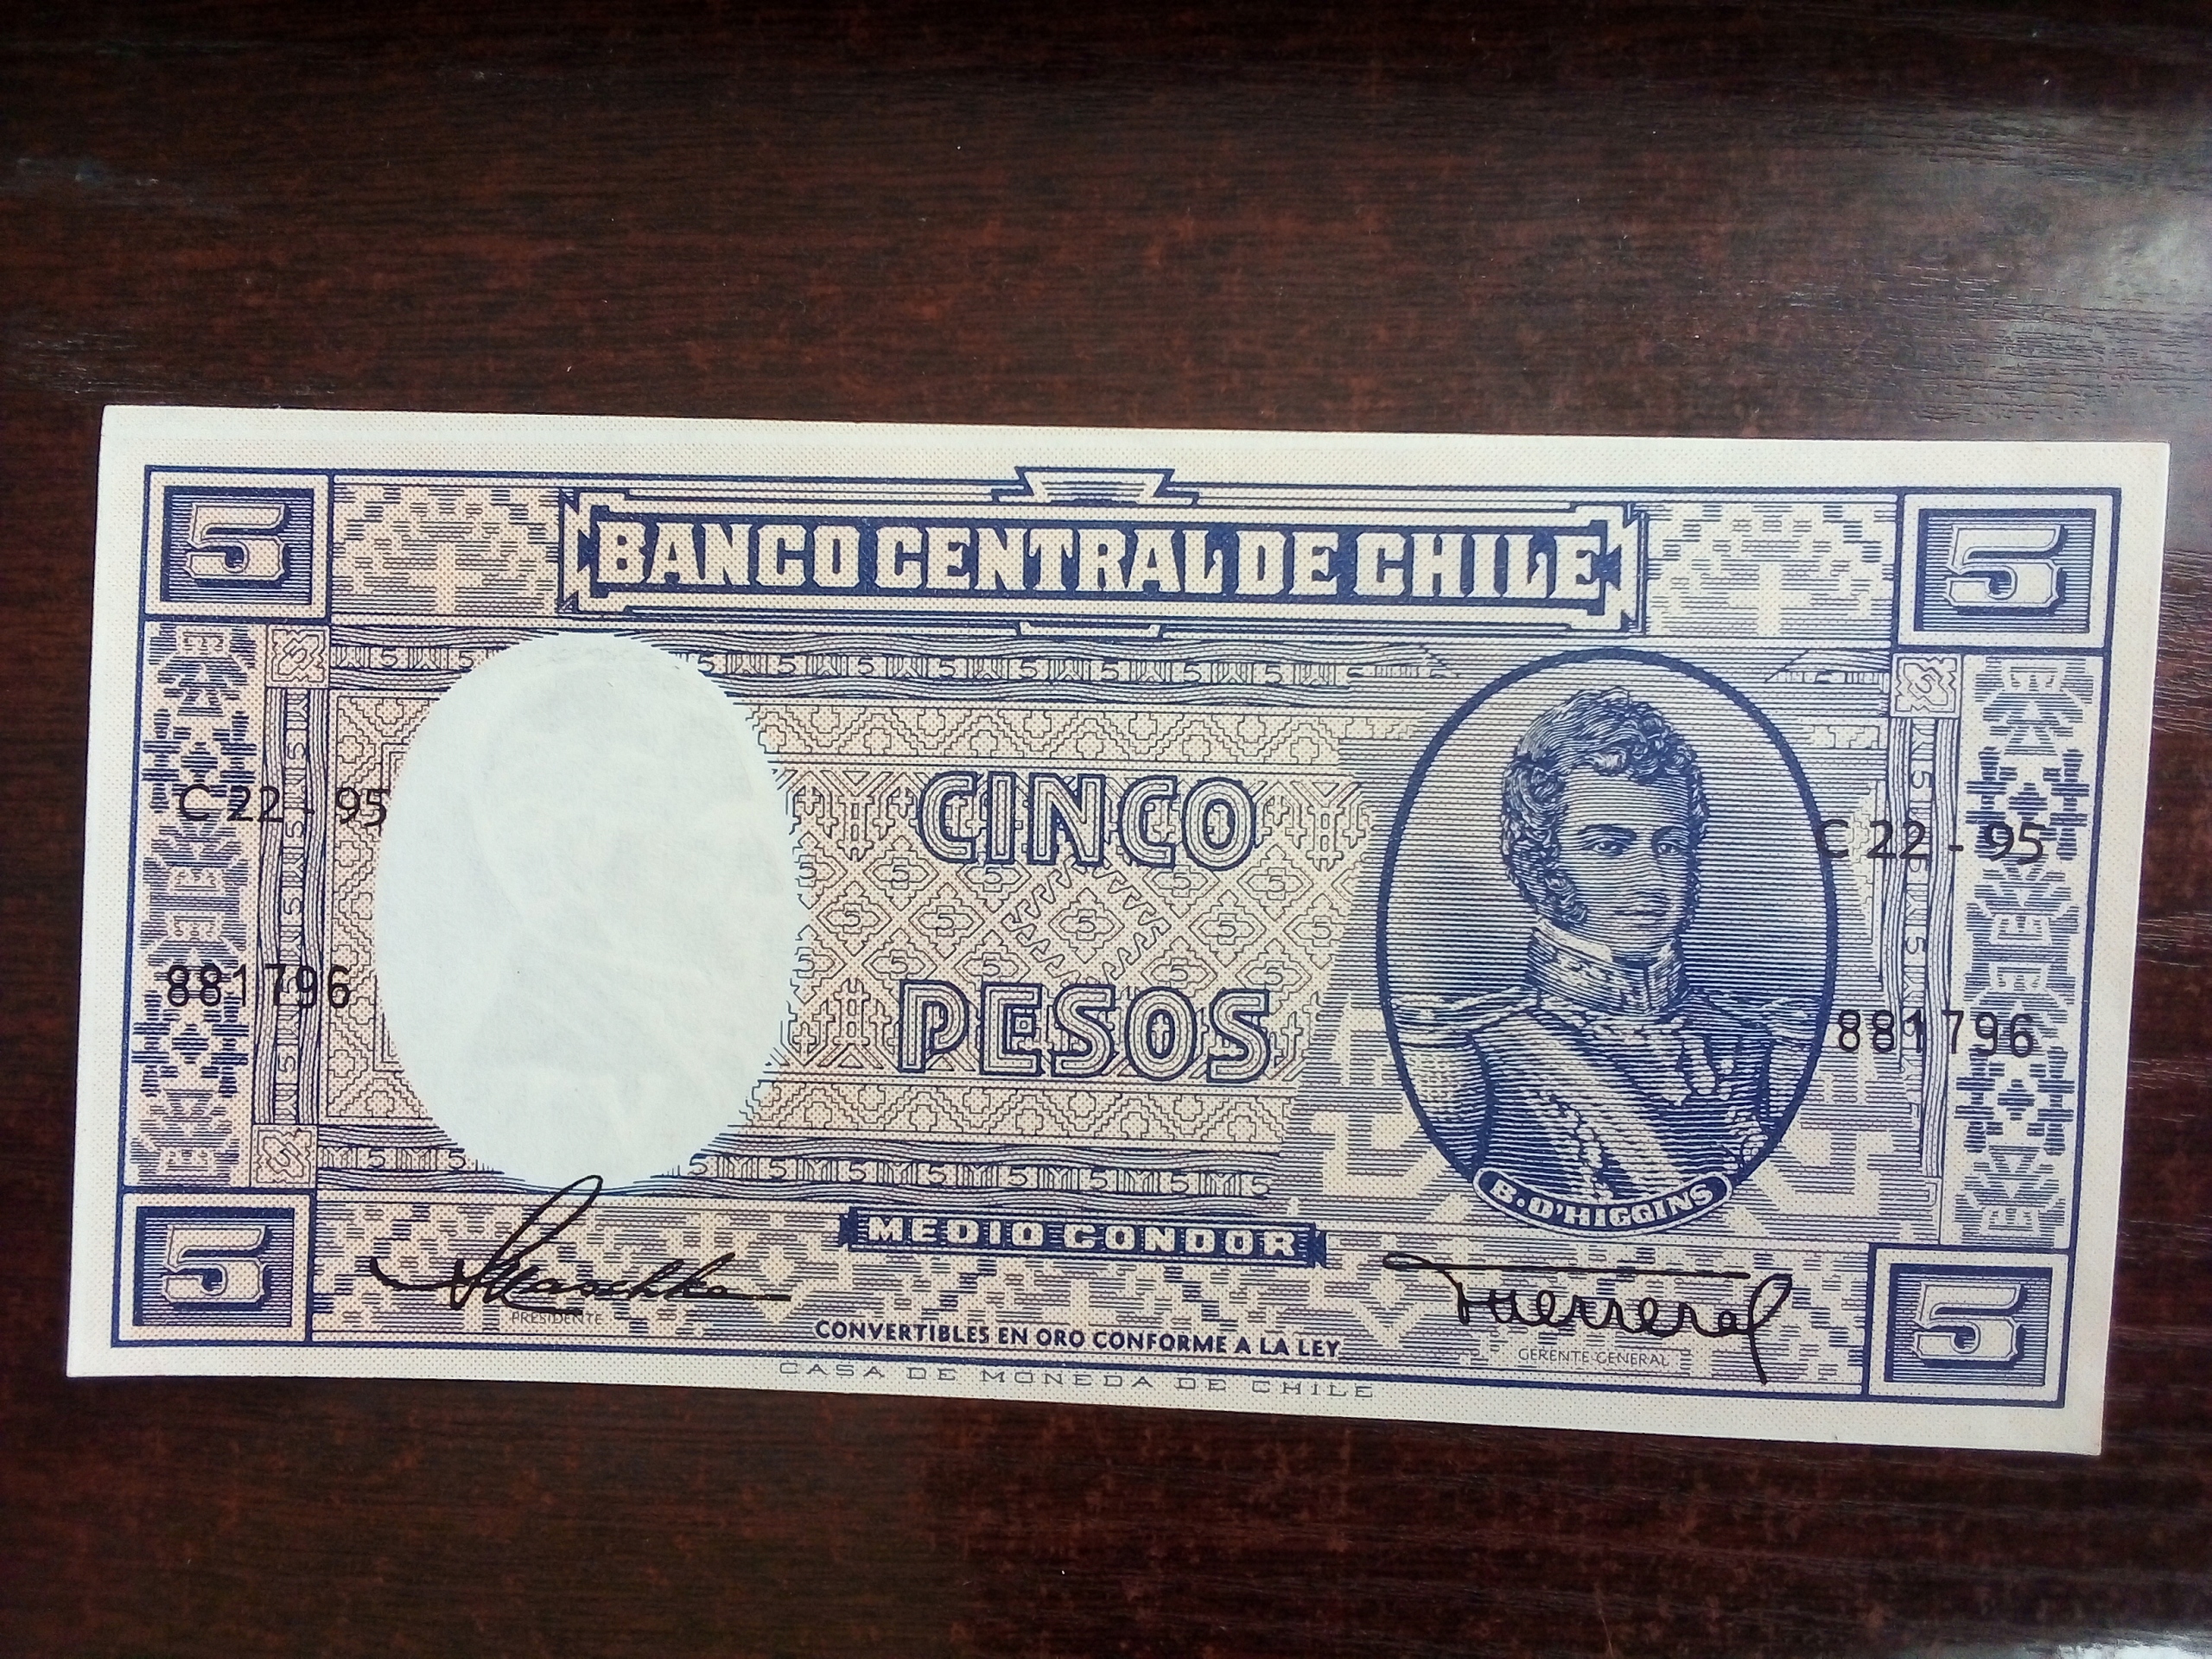 5 BANCO CENTRAL DE CHILE 5
C 22 - 95 CINCO C 22 - 95
881796 PESOS 881796
B. O'HIGGINS
5 MEDIO CONDOR 5
PRESIDENTE
CONVERTIBLES EN ORO CONFORME A LA LEY
GERENTE GENERAL
CASA DE MONEDA DE CHILE